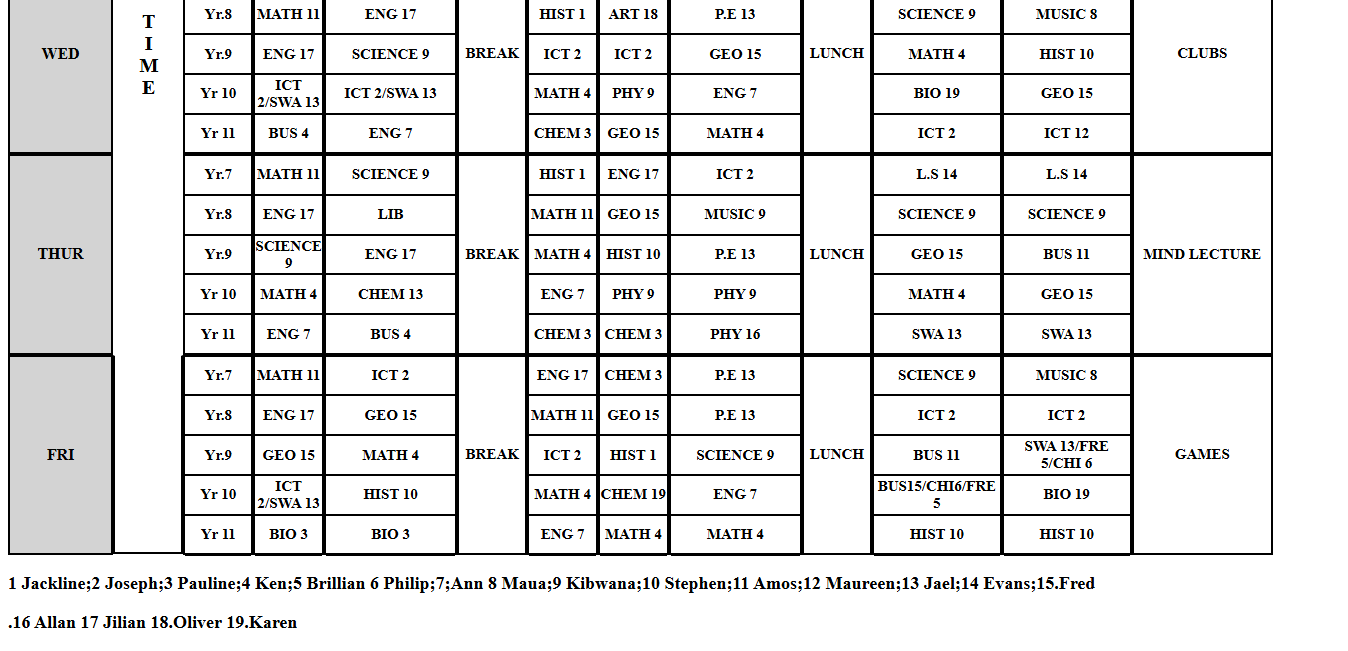 T
I
M
E
Yr.8 MATH 11 ENG 17 HIST 1 ART 18 P.E 13 SCIENCE 9 MUSIC 8
WED Yr.9 ENG 17 SCIENCE 9 BREAK ICT 2 ICT 2 GEO 15 LUNCH MATH 4 HIST 10 CLUBS
Yr 10 ICT 2/SWA 13 ICT 2/SWA 13 MATH 4 PHY 9 ENG 7 BIO 19 GEO 15
Yr 11 BUS 4 ENG 7 CHEM 3 GEO 15 MATH 4 ICT 2 ICT 12
Yr.7 MATH 11 SCIENCE 9 HIST 1 ENG 17 ICT 2 L.S 14 L.S 14
Yr.8 ENG 17 LIB MATH 11 GEO 15 MUSIC 9 SCIENCE 9 SCIENCE 9
THUR Yr.9 SCIENCE 9 ENG 17 BREAK MATH 4 HIST 10 P.E 13 LUNCH GEO 15 BUS 11 MIND LECTURE
Yr 10 MATH 4 CHEM 13 ENG 7 PHY 9 PHY 9 MATH 4 GEO 15
Yr 11 ENG 7 BUS 4 CHEM 3 CHEM 3 PHY 16 SWA 13 SWA 13
Yr.7 MATH 11 ICT 2 ENG 17 CHEM 3 P.E 13 SCIENCE 9 MUSIC 8
Yr.8 ENG 17 GEO 15 MATH 11 GEO 15 P.E 13 ICT 2 ICT 2
FRI Yr.9 GEO 15 MATH 4 BREAK ICT 2 HIST 1 SCIENCE 9 LUNCH BUS 11 SWA 13/FRE 5/CHI 6 GAMES
Yr 10 ICT 2/SWA 13 HIST 10 MATH 4 CHEM 19 ENG 7 BUS15/CHI6/FRE 5 BIO 19
Yr 11 BIO 3 BIO 3 ENG 7 MATH 4 MATH 4 HIST 10 HIST 10
1 Jackline;2 Joseph;3 Pauline;4 Ken;5 Brillian 6 Philip;7;Ann 8 Maua;9 Kibwana;10 Stephen;11 Amos;12 Maureen;13 Jael;14 Evans;15.Fred
.16 Allan 17 Jilian 18.Oliver 19.Karen